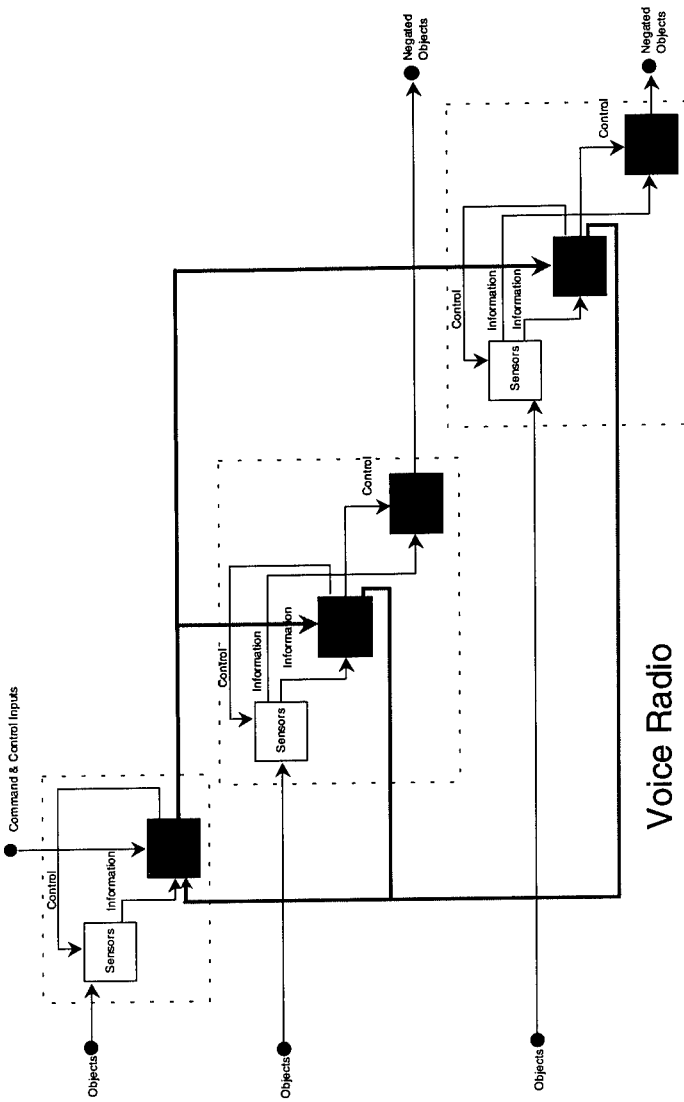 Command & Control Inputs
Control
Information
Sensors
Objects
Control
Information
Information
Sensors
Control
Objects
Negated
Objects
Control
Information
Information
Sensors
Control
Objects
Negated
Objects
Voice Radio